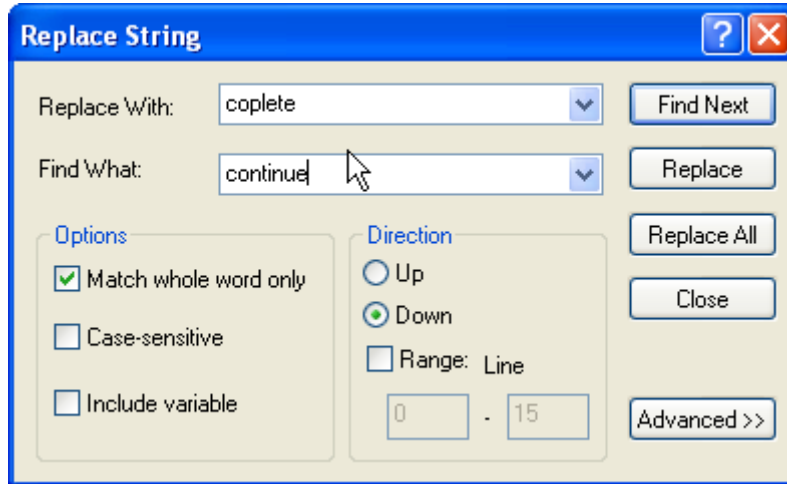 Replace String
Replace With: coplete
Find Next
Find What: continue
Replace
Options
Direction
Replace All
Match whole word only
Up
Close
Down
Case-sensitive
Range: Line
Include variable
0 - 15
Advanced >>